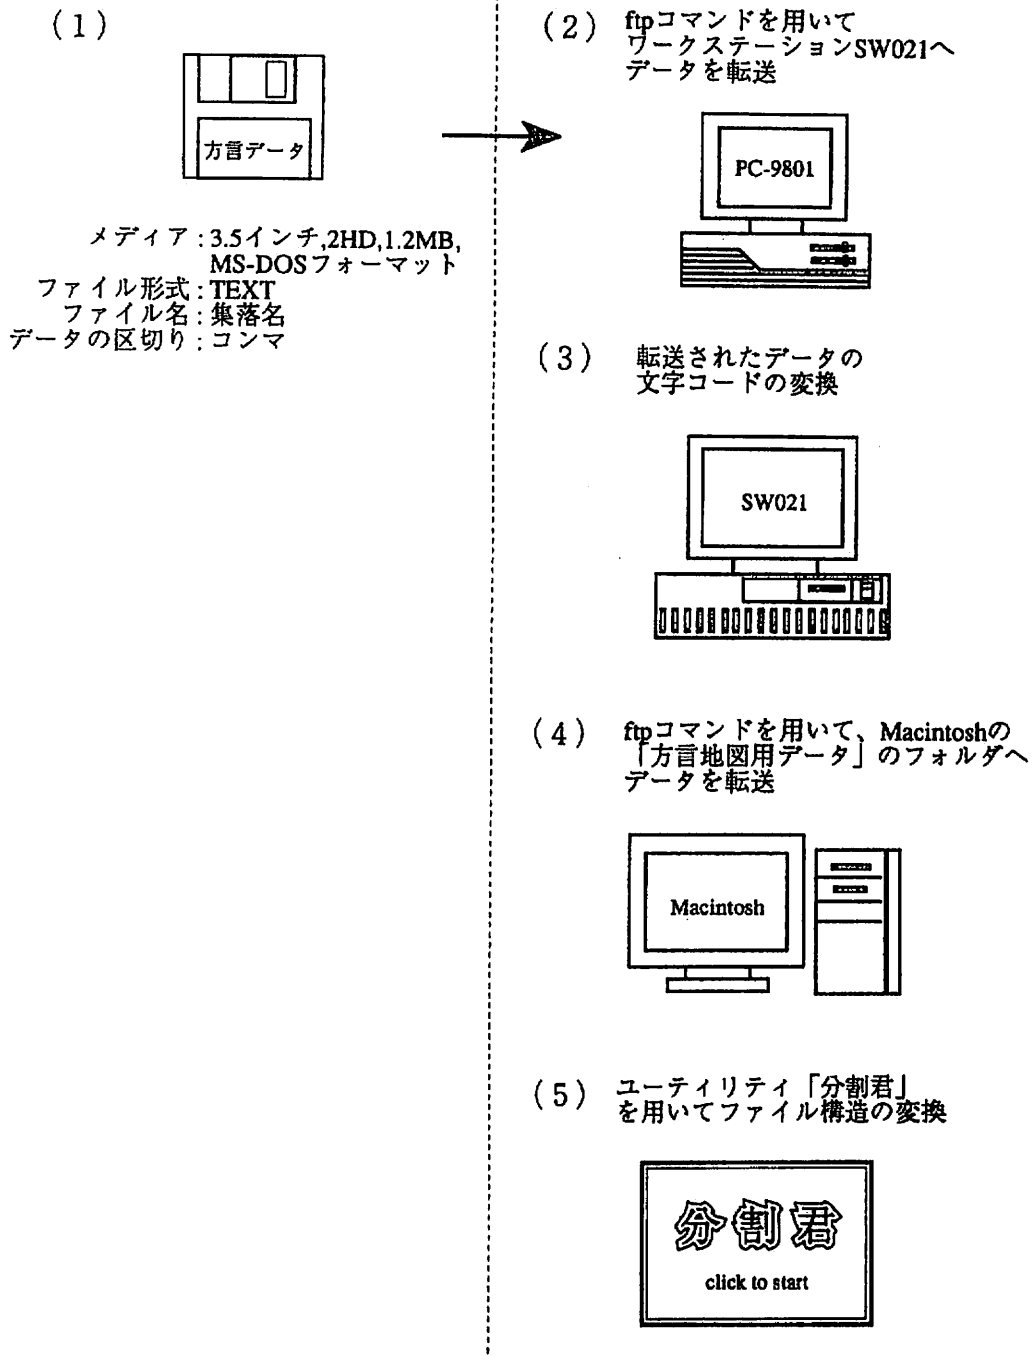 (1)
方言データ
メディア:3.5インチ,2HD,1.2MB,
MS-DOSフォーマット
ファイル形式:TEXT
ファイル名:集落名
データの区切り:コンマ
(2) ftpコマンドを用いて
ワークステーションSW021へ
データを転送
PC-9801
(3) 転送されたデータの
文字コードの変換
SW021
(4) ftpコマンドを用いて、Macintoshの
「方言地図用データ」のフォルダへ
データを転送
Macintosh
(5) ユーティリティ「分割君」
を用いてファイル構造の変換
分割君
click to start